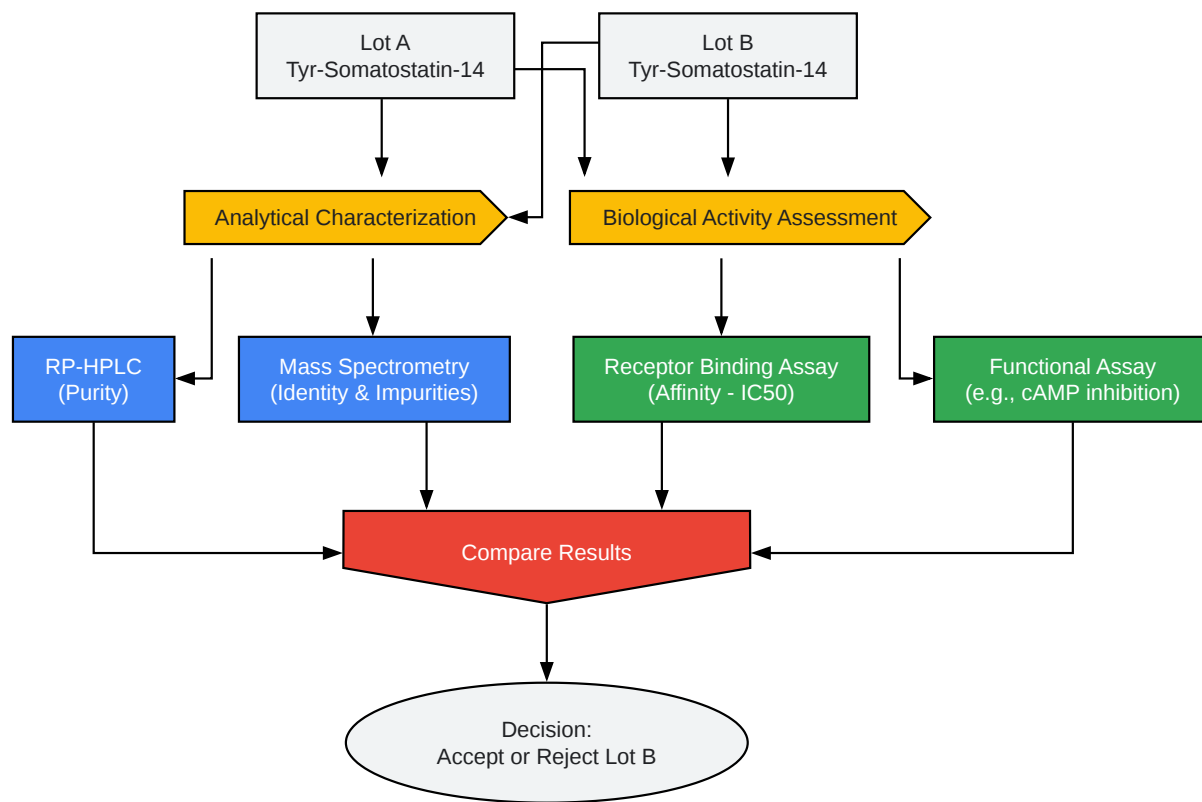 Lot A
Tyr-Somatostatin-14
Lot B
Tyr-Somatostatin-14
Analytical Characterization
Biological Activity Assessment
RP-HPLC
(Purity)
Mass Spectrometry
(Identity & Impurities)
Receptor Binding Assay
(Affinity - IC50)
Functional Assay
(e.g., cAMP inhibition)
Compare Results
Decision:
Accept or Reject Lot B